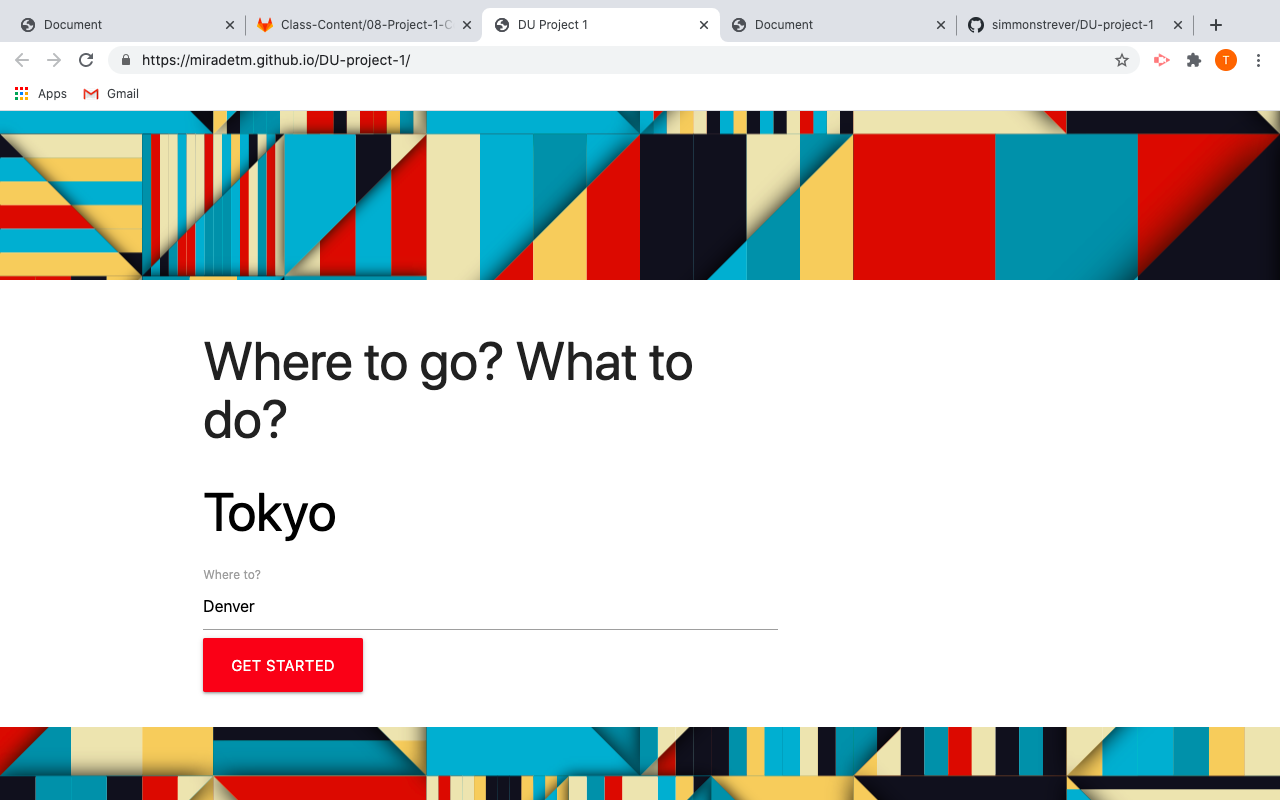 Document
Class-Content/08-Project-1-C
DU Project 1
Document
simmonstrever/DU-project-1
https://miradetm.github.io/DU-project-1/
T
Apps
Gmail
Where to go? What to
do?
Tokyo
Where to?
Denver
GET STARTED